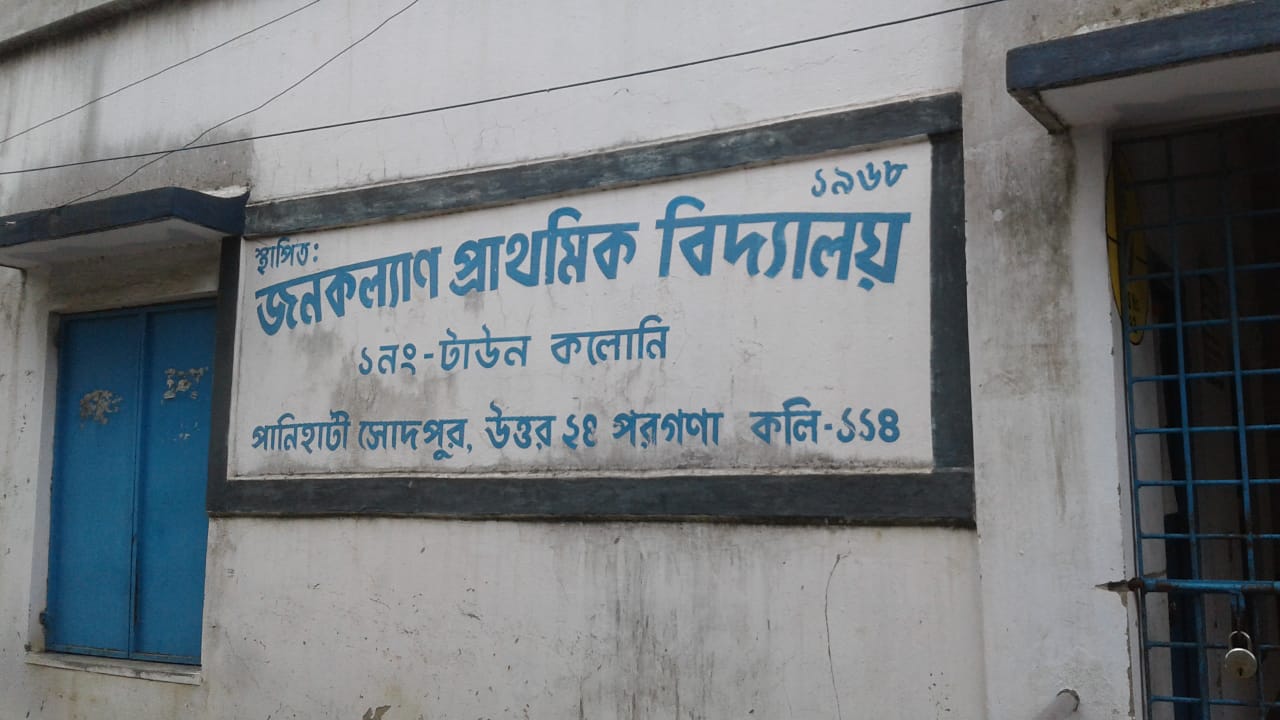 স্থাপিত: ১৯৬৮
জনকল্যাণ প্রাথমিক বিদ্যালয়
১নং-টাউন কলোনি
পানিহাটী সোদপুর, উত্তর ২৪ পরগণা কলি-১১৪